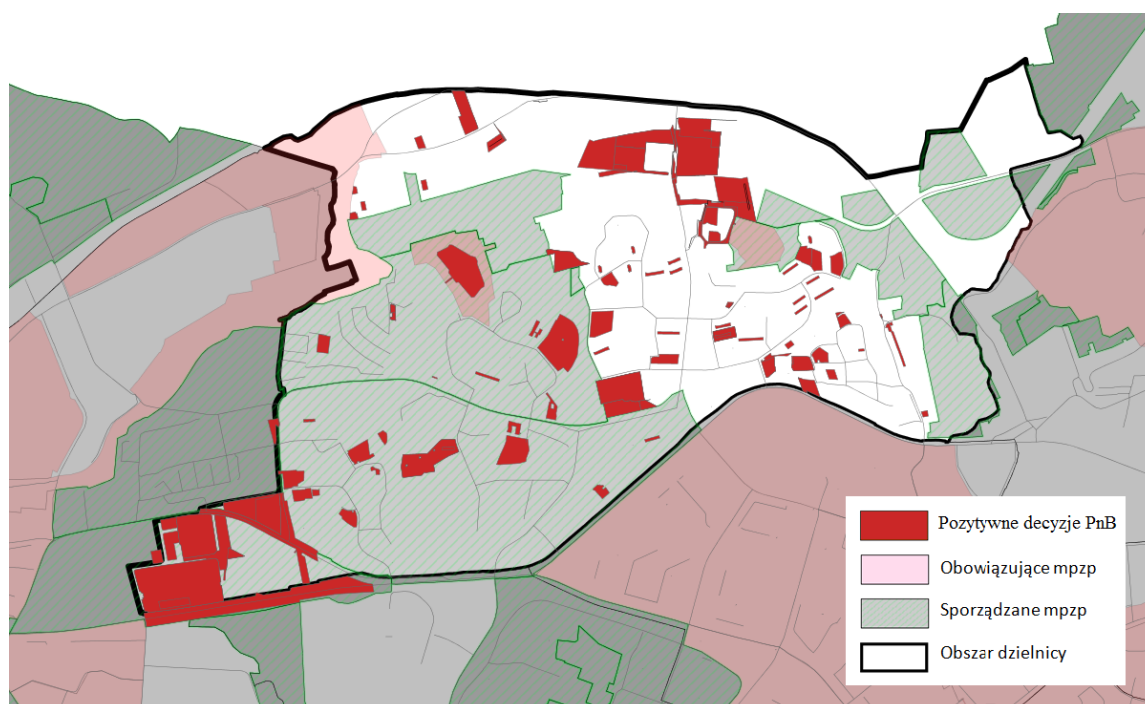 Pozytywne decyzje PnB
Obowiązujące mpzp
Sporządzane mpzp
Obszar dzielnicy